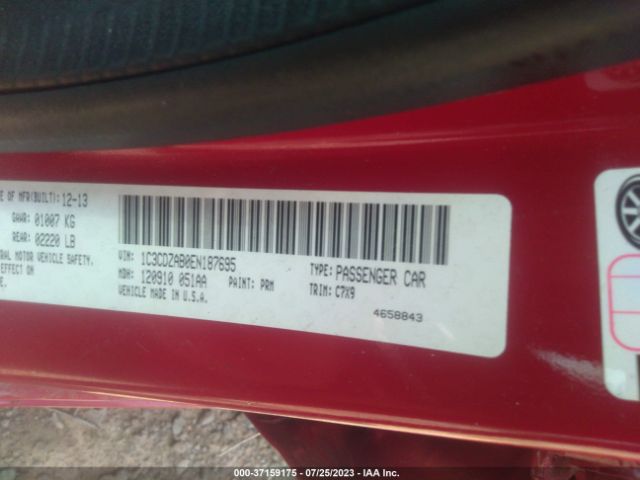 E OF MFR(BUILT): 12-13
GAWR: 01007 KG
REAR: 02220 LB
RAL MOTOR VEHICLE SAFETY.
EFFECT ON
E.
VIN: 1C3CDZAB0EN187695
TYPE: PASSENGER CAR
MDH: 120910 051AA
PAINT: PRM
TRIM: C7X9
VEHICLE MADE IN U.S.A.
4658843
000-37159175 | 07/25/2023 | IAA Inc.